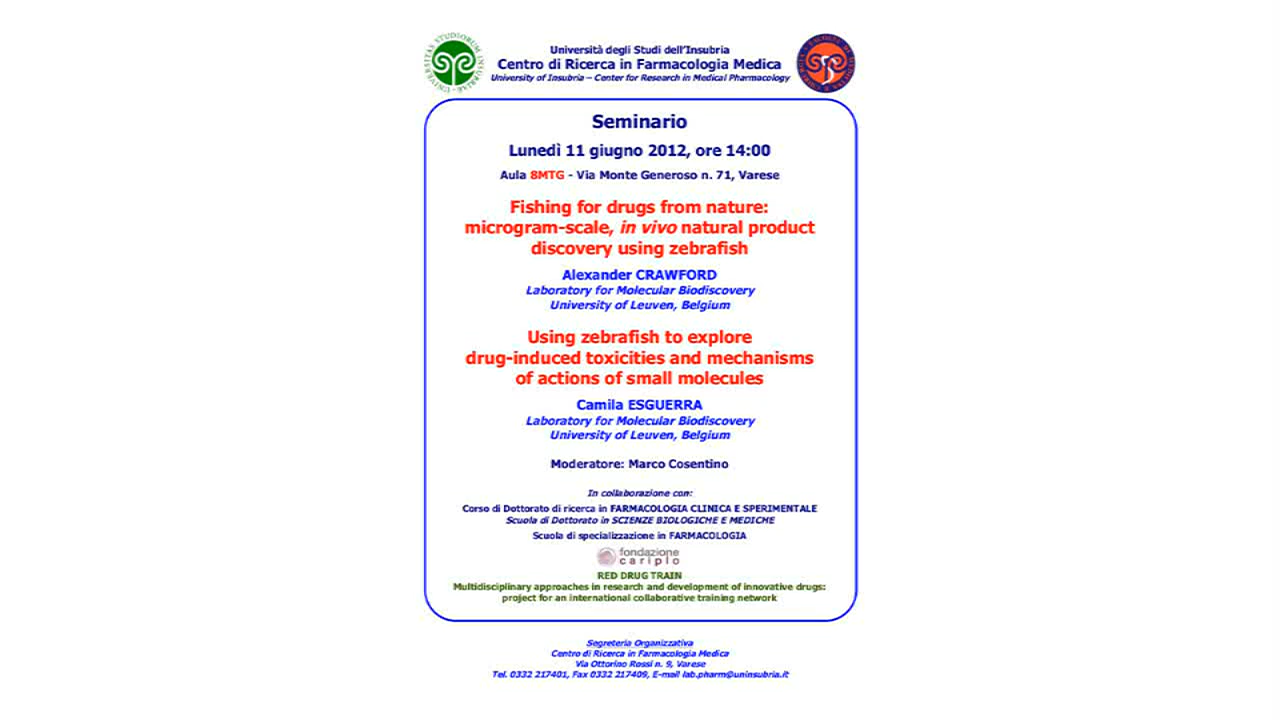 Università degli Studi dell'Insubria
Centro di Ricerca in Farmacologia Medica
University of Insubria – Center for Research in Medical Pharmacology
Seminario
Lunedì 11 giugno 2012, ore 14:00
Aula 8MTG - Via Monte Generoso n. 71, Varese
Fishing for drugs from nature:
microgram-scale, in vivo natural product
discovery using zebrafish
Alexander CRAWFORD
Laboratory for Molecular Biodiscovery
University of Leuven, Belgium
Using zebrafish to explore
drug-induced toxicities and mechanisms
of actions of small molecules
Camila ESGUERRA
Laboratory for Molecular Biodiscovery
University of Leuven, Belgium
Moderatore: Marco Cosentino
In collaborazione con:
Corso di Dottorato di ricerca in FARMACOLOGIA CLINICA E SPERIMENTALE
Scuola di Dottorato in SCIENZE BIOLOGICHE E MEDICHE
Scuola di specializzazione in FARMACOLOGIA
fondazione
cariplo
RED DRUG TRAIN
Multidisciplinary approaches in research and development of innovative drugs:
project for an international collaborative training network
Segreteria Organizzativa
Centro di Ricerca in Farmacologia Medica
Via Ottorino Rossi n. 9, Varese
Tel. 0332 217401, Fax 0332 217409, E-mail lab.pharm@uninsubria.it